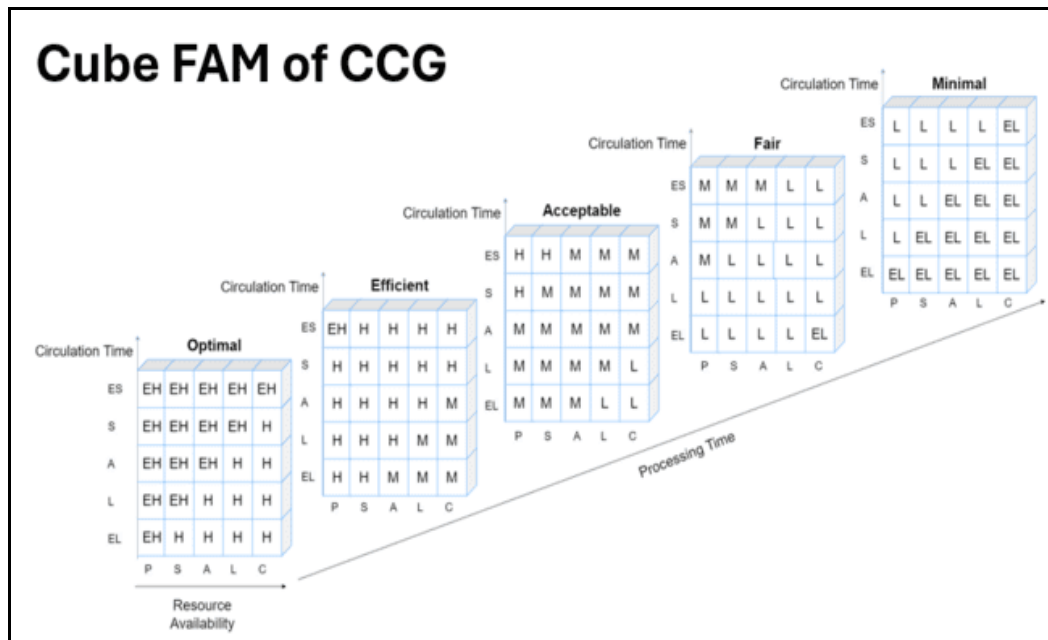 Cube FAM of CCG
Circulation Time
Optimal
ES EH EH EH EH EH
S EH EH EH EH H
A EH EH EH H H
L EH EH H H H
EL EH H H H H
P S A L C
Resource
Availability
Circulation Time
Efficient
ES EH H H H H
S H H H H H
A H H H H M
L H H H M M
EL H H M M M
P S A L C
Circulation Time
Acceptable
ES H H M M M
S H M M M M
A M M M M M
L M M M M L
EL M M M L L
P S A L C
Circulation Time
Fair
ES M M M L L
S M M L L L
A M L L L L
L L L L L L
EL L L L L EL
P S A L C
Circulation Time
Minimal
ES L L L L EL
S L L L EL EL
A L L EL EL EL
L L EL EL EL EL
EL EL EL EL EL EL
P S A L C
Processing Time